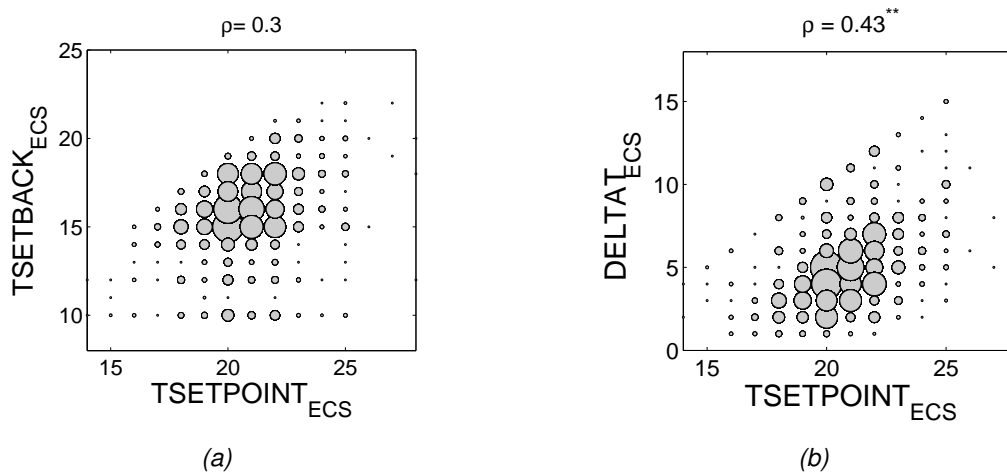 ρ= 0.3
25
20
15
10
15
20
25
TSETBACK_ECS
TSETPOINT_ECS
(a)
ρ = 0.43**
15
10
5
0
15
20
25
DELTAT_ECS
TSETPOINT_ECS
(b)